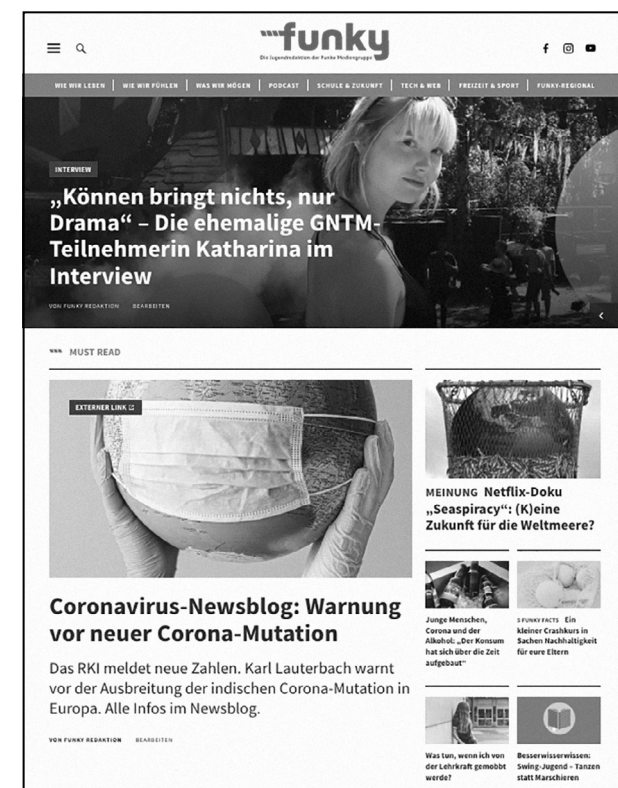 funky
Die Jugendredaktion der Funke Mediengruppe
WIE WIR LEBEN | WIE WIR FÜHLEN | WAS WIR MÖGEN | PODCAST | SCHULE & ZUKUNFT | TECH & WEB | FREIZEIT & SPORT | FUNKY-REGIONAL
INTERVIEW
„Können bringt nichts, nur
Drama“ – Die ehemalige GNTM-
Teilnehmerin Katharina im
Interview
VON FUNKY REDAKTION BEARBEITEN
MUST READ
EXTERNER LINK
Coronavirus-Newsblog: Warnung
vor neuer Corona-Mutation
Das RKI meldet neue Zahlen. Karl Lauterbach warnt
vor der Ausbreitung der indischen Corona-Mutation in
Europa. Alle Infos im Newsblog.
VON FUNKY REDAKTION BEARBEITEN
MEINUNG Netflix-Doku
„Seaspiracy“: (K)eine
Zukunft für die Weltmeere?
Junge Menschen,
Corona und der
Alkohol: „Der Konsum
hat sich über die Zeit
aufgebaut“
5 FUNKY FACTS Ein
kleiner Crashkurs in
Sachen Nachhaltigkeit
für eure Eltern
Was tun, wenn ich von
der Lehrkraft gemobbt
werde?
Besserwisserwissen:
Swing-Jugend – Tanzen
statt Marschieren